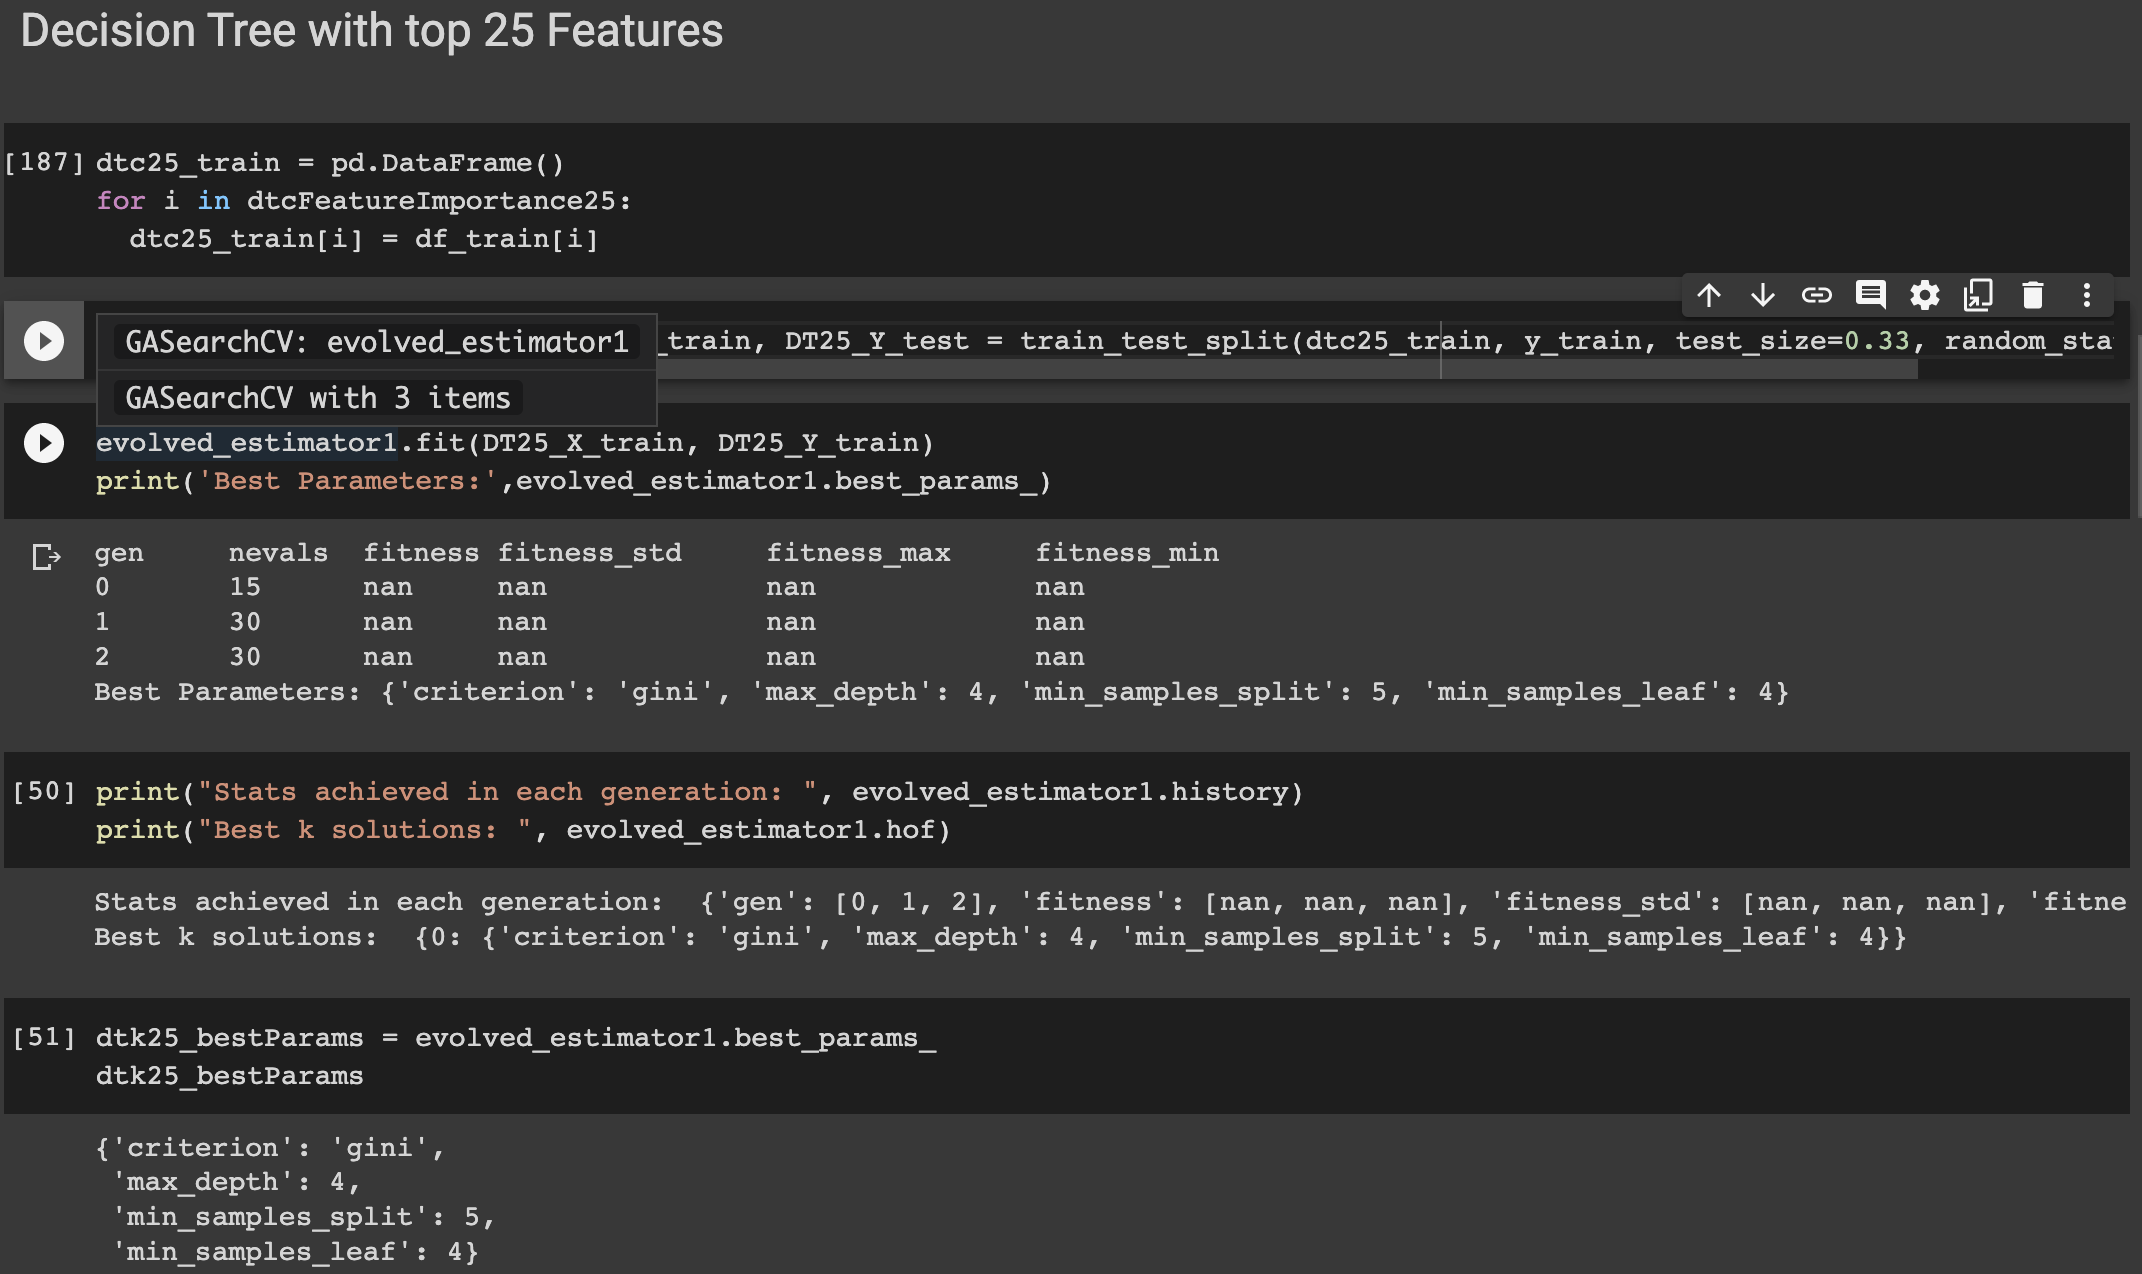 Decision Tree with top 25 Features
[187] dtc25_train = pd.DataFrame()
for i in dtcFeatureImportance25:
  dtc25_train[i] = df_train[i]
GASearchCV: evolved_estimator1
_train, DT25_Y_test = train_test_split(dtc25_train, y_train, test_size=0.33, random_sta
GASearchCV with 3 items
evolved_estimator1.fit(DT25_X_train, DT25_Y_train)
print('Best Parameters:',evolved_estimator1.best_params_)
gen nevals fitness fitness_std fitness_max fitness_min
0 15 nan nan nan nan
1 30 nan nan nan nan
2 30 nan nan nan nan
Best Parameters: {'criterion': 'gini', 'max_depth': 4, 'min_samples_split': 5, 'min_samples_leaf': 4}
[50] print("Stats achieved in each generation: ", evolved_estimator1.history)
print("Best k solutions: ", evolved_estimator1.hof)
Stats achieved in each generation:  {'gen': [0, 1, 2], 'fitness': [nan, nan, nan], 'fitness_std': [nan, nan, nan], 'fitne
Best k solutions:  {0: {'criterion': 'gini', 'max_depth': 4, 'min_samples_split': 5, 'min_samples_leaf': 4}}
[51] dtk25_bestParams = evolved_estimator1.best_params_
dtk25_bestParams
{'criterion': 'gini',
 'max_depth': 4,
 'min_samples_split': 5,
 'min_samples_leaf': 4}